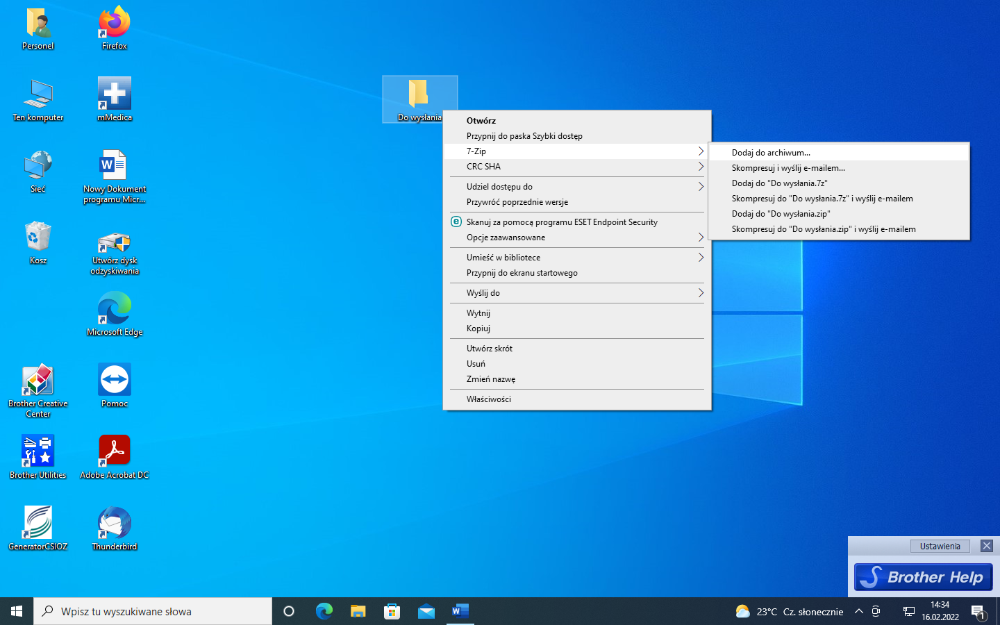 Personel
Firefox
Ten komputer
mMedica
Do wysłania
Sieć
Nowy Dokument
programu Micr...
Kosz
Utwórz dysk
odzyskiwania
Microsoft Edge
Brother Creative
Center
Pomoc
Brother Utilities
Adobe Acrobat DC
GeneratorCSIOZ
Thunderbird
Otwórz
Przypnij do paska Szybki dostęp
7-Zip
CRC SHA
Udziel dostępu do
Przywróć poprzednie wersje
Skanuj za pomocą programu ESET Endpoint Security
Opcje zaawansowane
Umieść w bibliotece
Przypnij do ekranu startowego
Wyślij do
Wytnij
Kopiuj
Utwórz skrót
Usuń
Zmień nazwę
Właściwości
Dodaj do archiwum...
Skompresuj i wyślij e-mailem...
Dodaj do "Do wysłania.7z"
Skompresuj do "Do wysłania.7z" i wyślij e-mailem
Dodaj do "Do wysłania.zip"
Skompresuj do "Do wysłania.zip" i wyślij e-mailem
Ustawienia
Brother Help
Wpisz tu wyszukiwane słowa
23°C Cz. słonecznie
14:34
16.02.2022
1